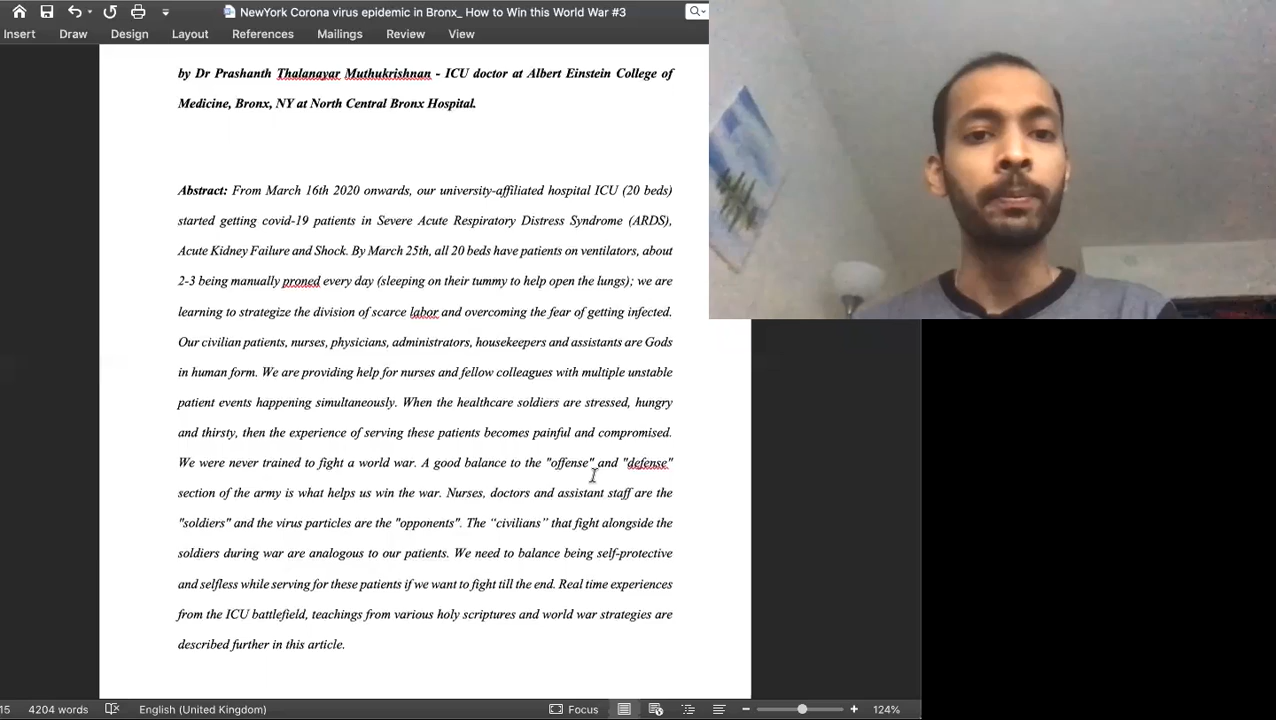 NewYork Corona virus epidemic in Bronx_ How to Win this World War #3
Insert Draw Design Layout References Mailings Review View
by Dr Prashanth Thalanayar Muthukrishnan - ICU doctor at Albert Einstein College of
Medicine, Bronx, NY at North Central Bronx Hospital.
Abstract: From March 16th 2020 onwards, our university-affiliated hospital ICU (20 beds)
started getting covid-19 patients in Severe Acute Respiratory Distress Syndrome (ARDS),
Acute Kidney Failure and Shock. By March 25th, all 20 beds have patients on ventilators, about
2-3 being manually proned every day (sleeping on their tummy to help open the lungs); we are
learning to strategize the division of scarce labor and overcoming the fear of getting infected.
Our civilian patients, nurses, physicians, administrators, housekeepers and assistants are Gods
in human form. We are providing help for nurses and fellow colleagues with multiple unstable
patient events happening simultaneously. When the healthcare soldiers are stressed, hungry
and thirsty, then the experience of serving these patients becomes painful and compromised.
We were never trained to fight a world war. A good balance to the "offense" and "defense"
section of the army is what helps us win the war. Nurses, doctors and assistant staff are the
"soldiers" and the virus particles are the "opponents". The “civilians” that fight alongside the
soldiers during war are analogous to our patients. We need to balance being self-protective
and selfless while serving for these patients if we want to fight till the end. Real time experiences
from the ICU battlefield, teachings from various holy scriptures and world war strategies are
described further in this article.
15 4204 words English (United Kingdom) Focus 124%